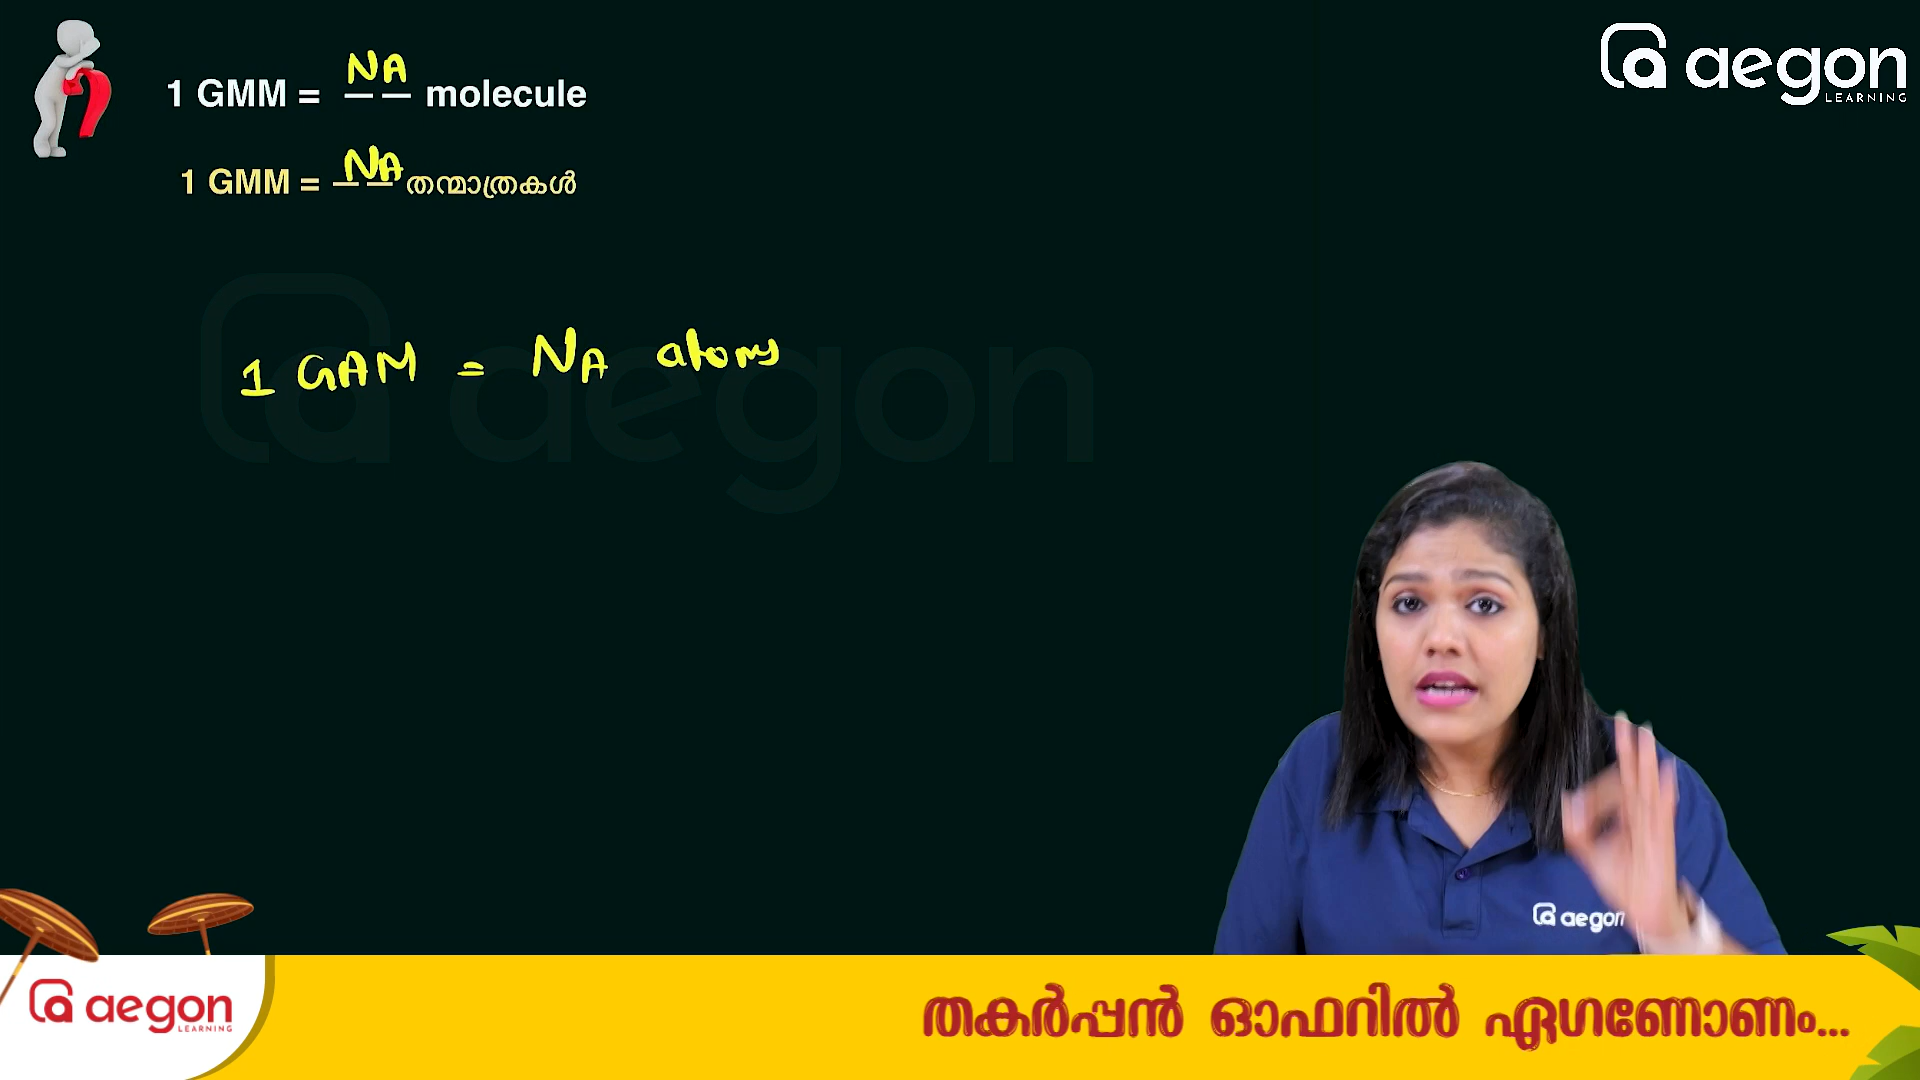 NA
1 GMM = _ _ molecule
NA
1 GMM = _ _ തന്മാത്രകൾ
1 GAM = NA atoms
aegon
LEARNING
aegon
aegon
aegon
LEARNING
തകർപ്പൻ ഓഫറിൽ ഏഗണോണം...